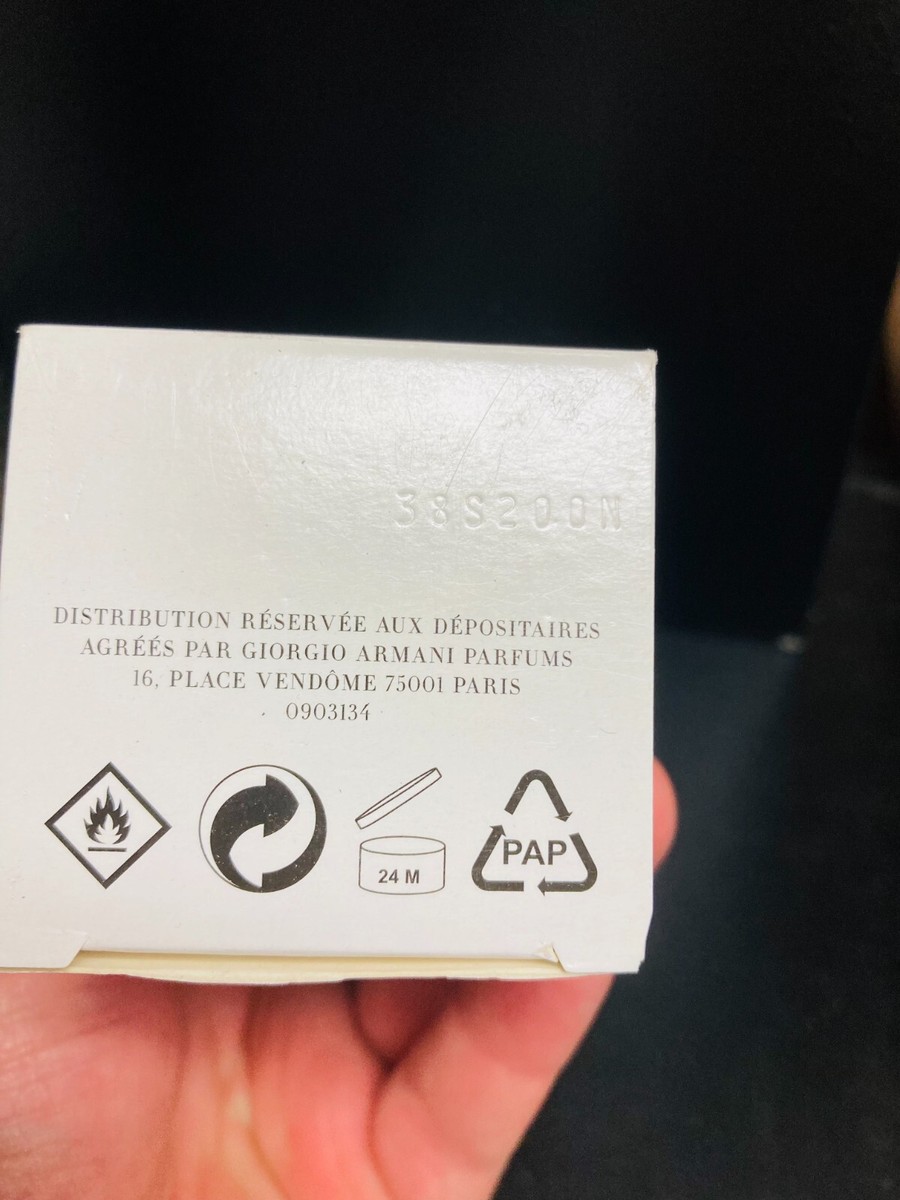 38S200N
DISTRIBUTION RÉSERVÉE AUX DÉPOSITAIRES
AGRÉÉS PAR GIORGIO ARMANI PARFUMS
16, PLACE VENDÔME 75001 PARIS
0903134
24 M
PAP